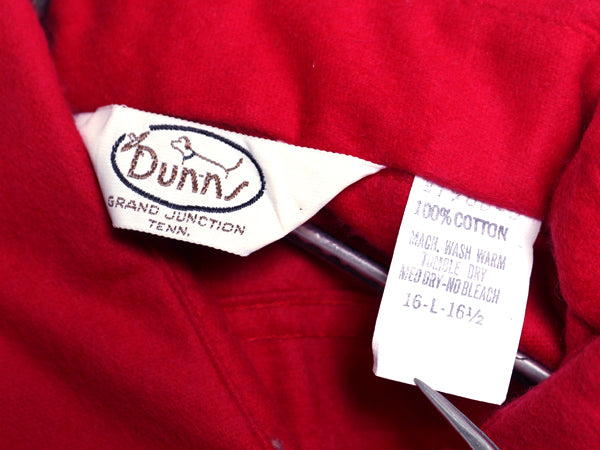 Dunn's
GRAND JUNCTION
TENN.
100% COTTON
MACH. WASH WARM
TUMBLE DRY
MED DRY-NO BLEACH
16-L-16½